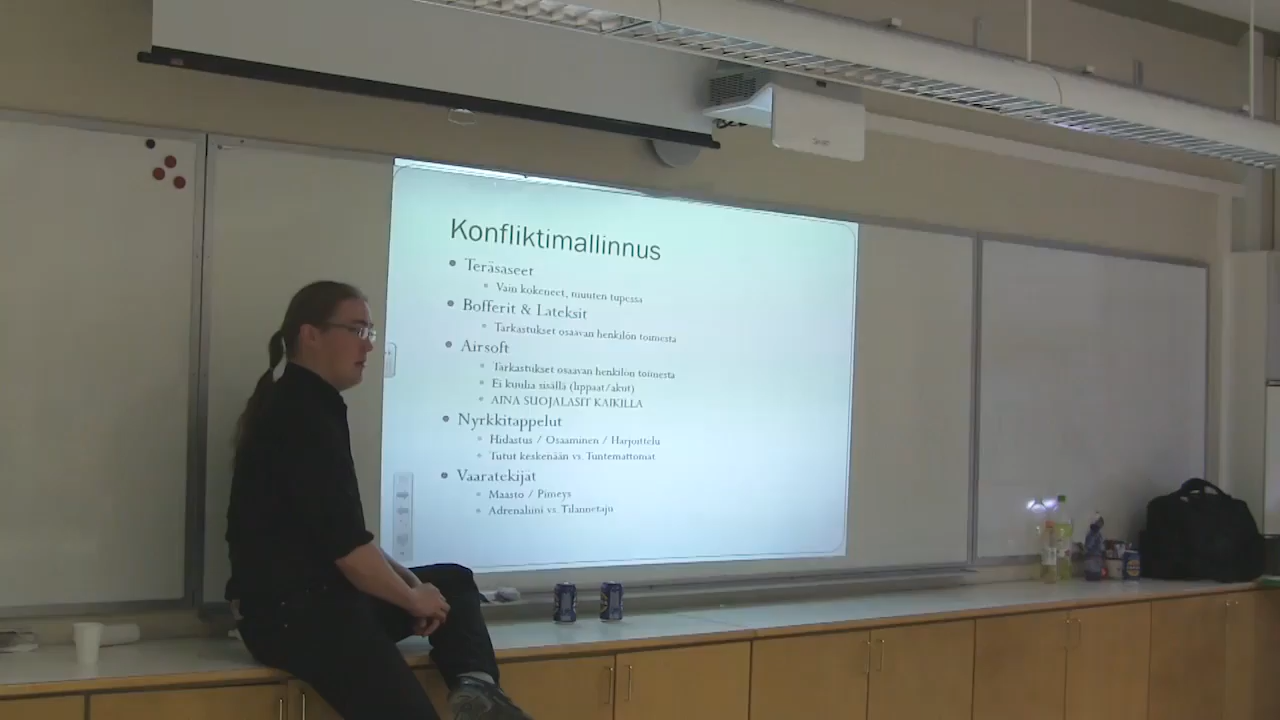 Konfliktimallinnus
Teräsaseet
Vain kokeneet, muuten tupessa
Bofferit & Lateksit
Tarkastukset osaavan henkilön toimesta
Airsoft
Tarkastukset osaavan henkilön toimesta
Ei kuulia sisällä (lippaat/akut)
AINA SUOJALASIT KAIKILLA
Nyrkkitappelut
Hidastus / Osaaminen / Harjoittelu
Tutut keskenään vs. Tuntemattomat
Vaaratekijät
Maasto / Pimeys
Adrenaliini vs. Tilannetaju